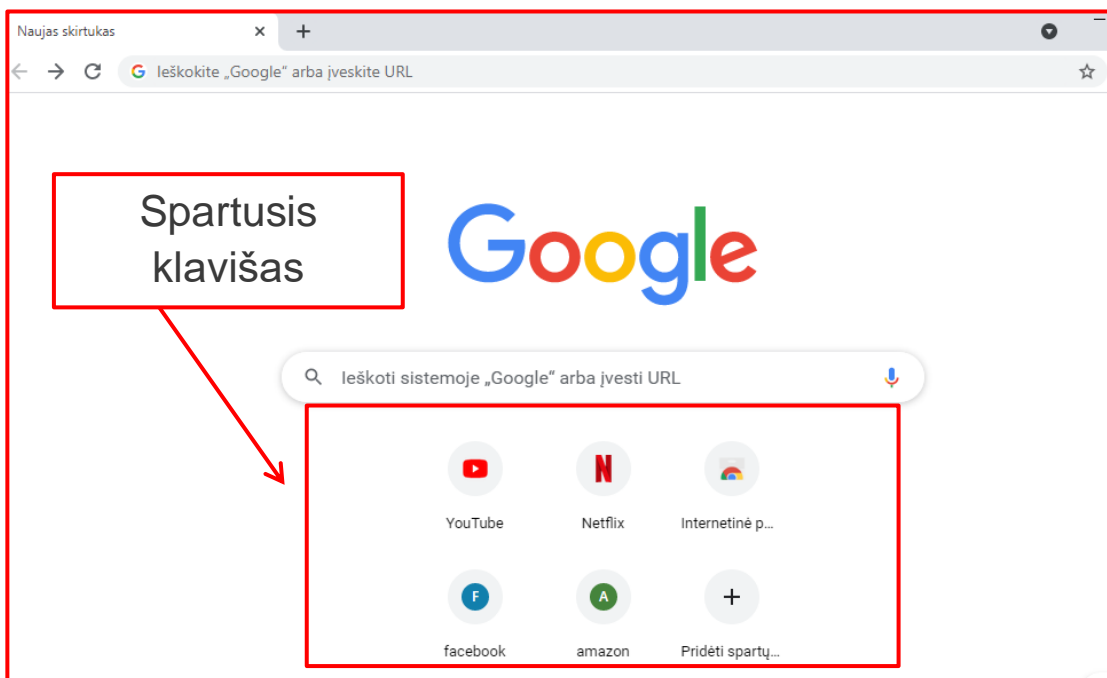 Naujas skirtukas
Ieškokite „Google“ arba įveskite URL
Spartusis
klavišas
Google
Ieškoti sistemoje „Google“ arba įvesti URL
YouTube Netflix Internetinė p...
F A
facebook amazon Pridėti spartų...